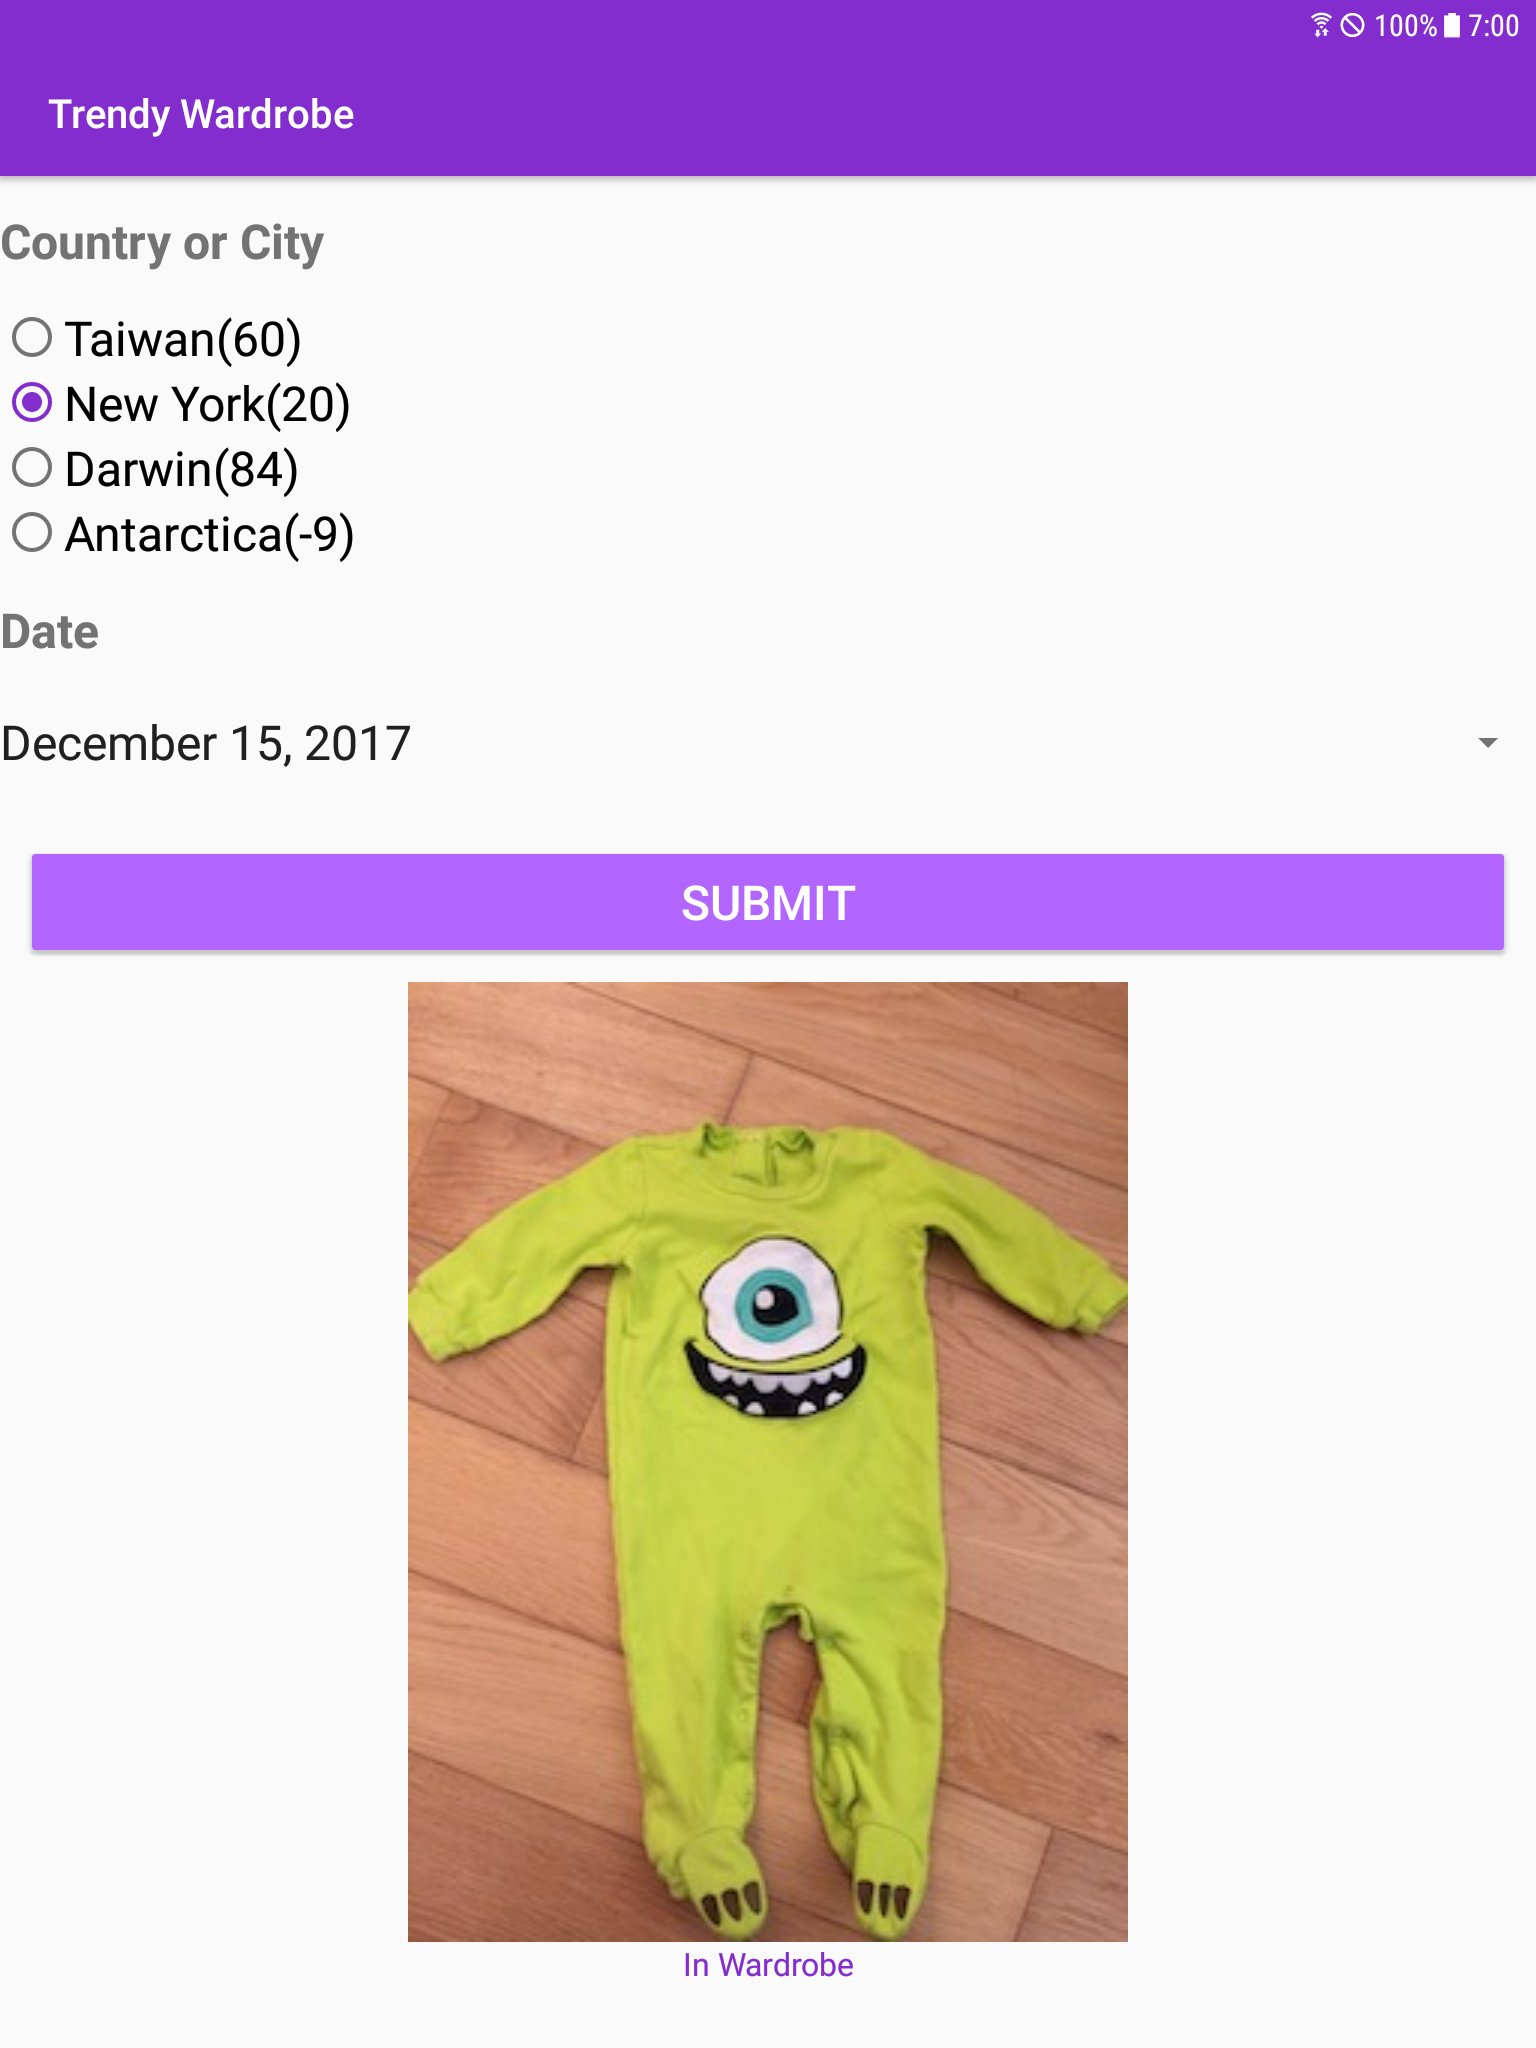 100% 7:00
Trendy Wardrobe
Country or City
Taiwan(60)
New York(20)
Darwin(84)
Antarctica(-9)
Date
December 15, 2017
SUBMIT
In Wardrobe